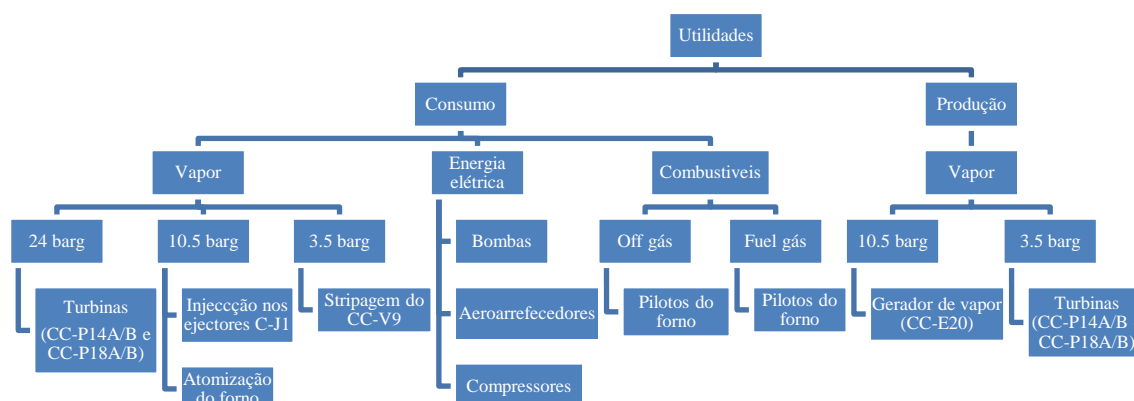 Utilidades
Consumo
Produção
Vapor
Energia
elétrica
Combustiveis
Vapor
24 barg
10.5 barg
3.5 barg
Bombas
Off gás
Fuel gás
10.5 barg
3.5 barg
Turbinas
(CC-P14A/B e
CC-P18A/B)
Injeccção nos
ejectores C-J1
Stripagem do
CC-V9
Aeroarrefecedores
Pilotos do
forno
Pilotos do
forno
Gerador de vapor
(CC-E20)
Turbinas
(CC-P14A/B
CC-P18A/B)
Atomização
do forno
Compressores